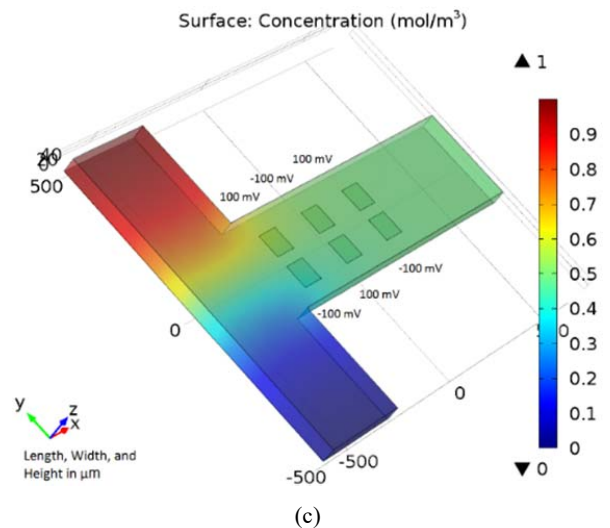 Surface: Concentration (mol/m³)
▲ 1
40
500
100 mV
-100 mV
100 mV
0.9
0.8
0.7
0.6
0.5
0.4
0.3
0.2
0.1
0
▼ 0
-100 mV
100 mV
-100 mV
0
0
-500
-500
y
z
x
Length, Width, and
Height in µm
(c)